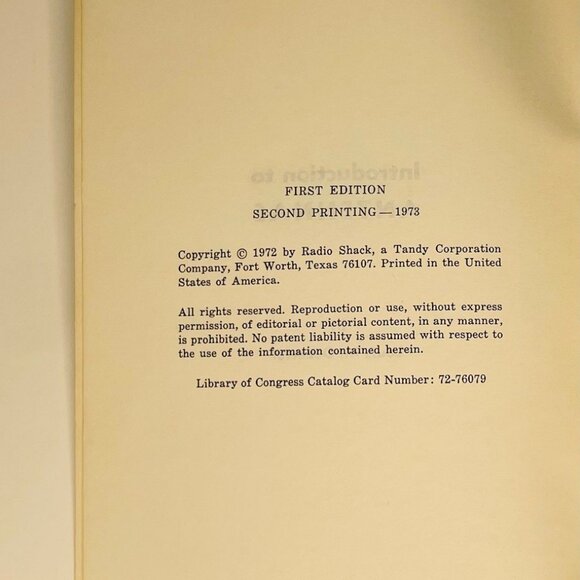 FIRST EDITION
SECOND PRINTING—1973
Copyright © 1972 by Radio Shack, a Tandy Corporation
Company, Fort Worth, Texas 76107. Printed in the United
States of America.
All rights reserved. Reproduction or use, without express
permission, of editorial or pictorial content, in any manner,
is prohibited. No patent liability is assumed with respect to
the use of the information contained herein.
Library of Congress Catalog Card Number: 72-76079